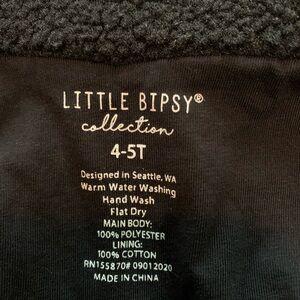 LITTLE BIPSY®
collection
4-5T
Designed in Seattle, WA
Warm Water Washing
Hand Wash
Flat Dry
MAIN BODY:
100% POLYESTER
LINING:
100% COTTON
RN155870# 09012020
MADE IN CHINA